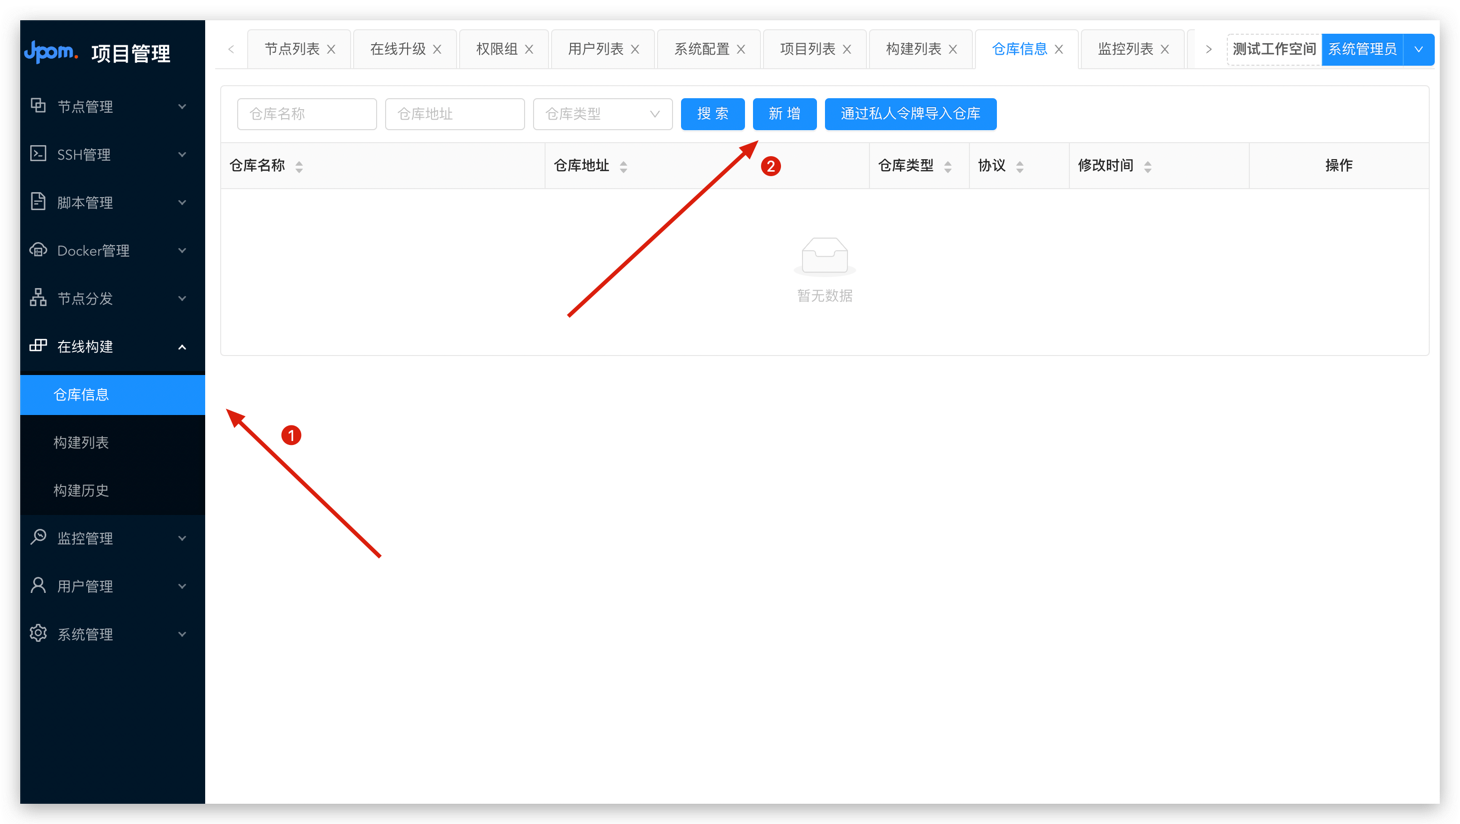 Jpom. 项目管理
节点列表 在线升级 权限组 用户列表 系统配置 项目列表 构建列表 仓库信息 监控列表 测试工作空间 系统管理员
节点管理
SSH管理
脚本管理
Docker管理
节点分发
在线构建
仓库信息
构建列表
构建历史
监控管理
用户管理
系统管理
仓库名称 仓库地址 仓库类型 搜 索 新 增 通过私人令牌导入仓库
仓库名称 仓库地址 仓库类型 协议 修改时间 操作
2
暂无数据
1